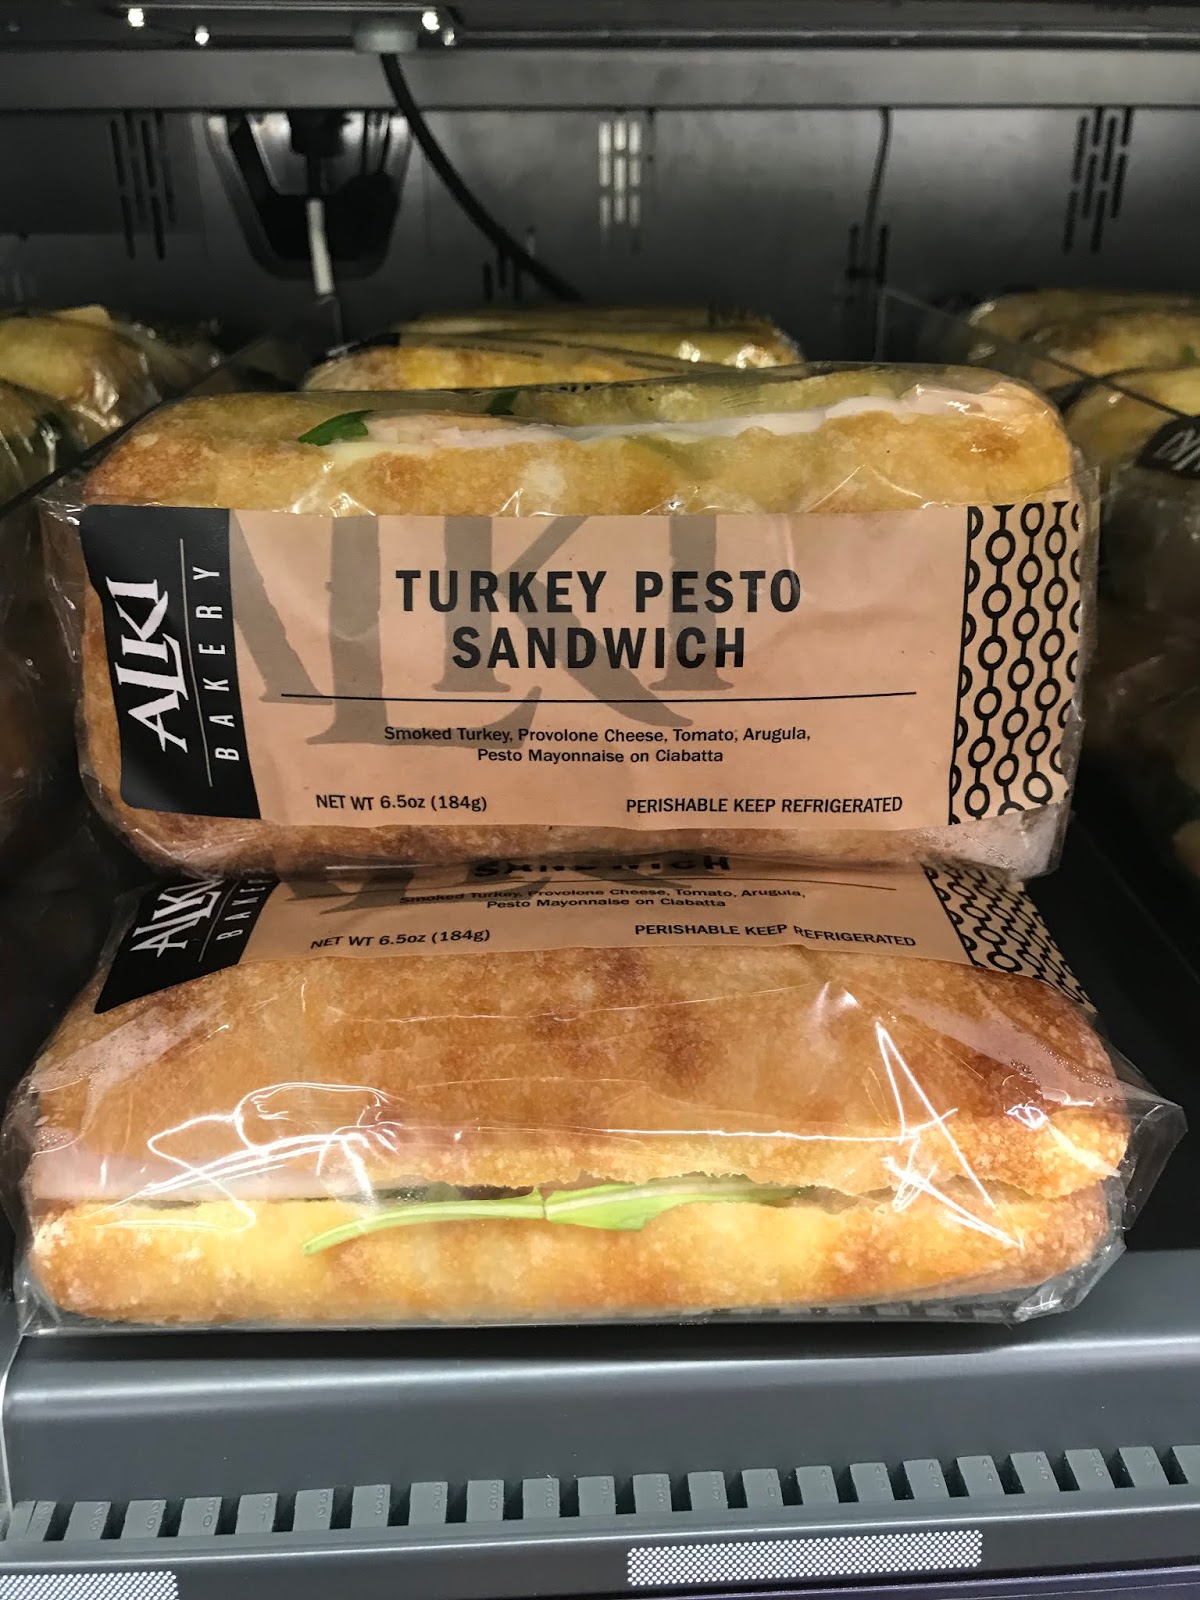 ALKI
BAKERY
ALKI
TURKEY PESTO
SANDWICH
Smoked Turkey, Provolone Cheese, Tomato, Arugula,
Pesto Mayonnaise on Ciabatta
NET WT 6.5oz (184g)
PERISHABLE KEEP REFRIGERATED
SANDWICH
ALKI
Smoked Turkey, Provolone Cheese, Tomato, Arugula,
Pesto Mayonnaise on Ciabatta
NET WT 6.5oz (184g)
PERISHABLE KEEP REFRIGERATED